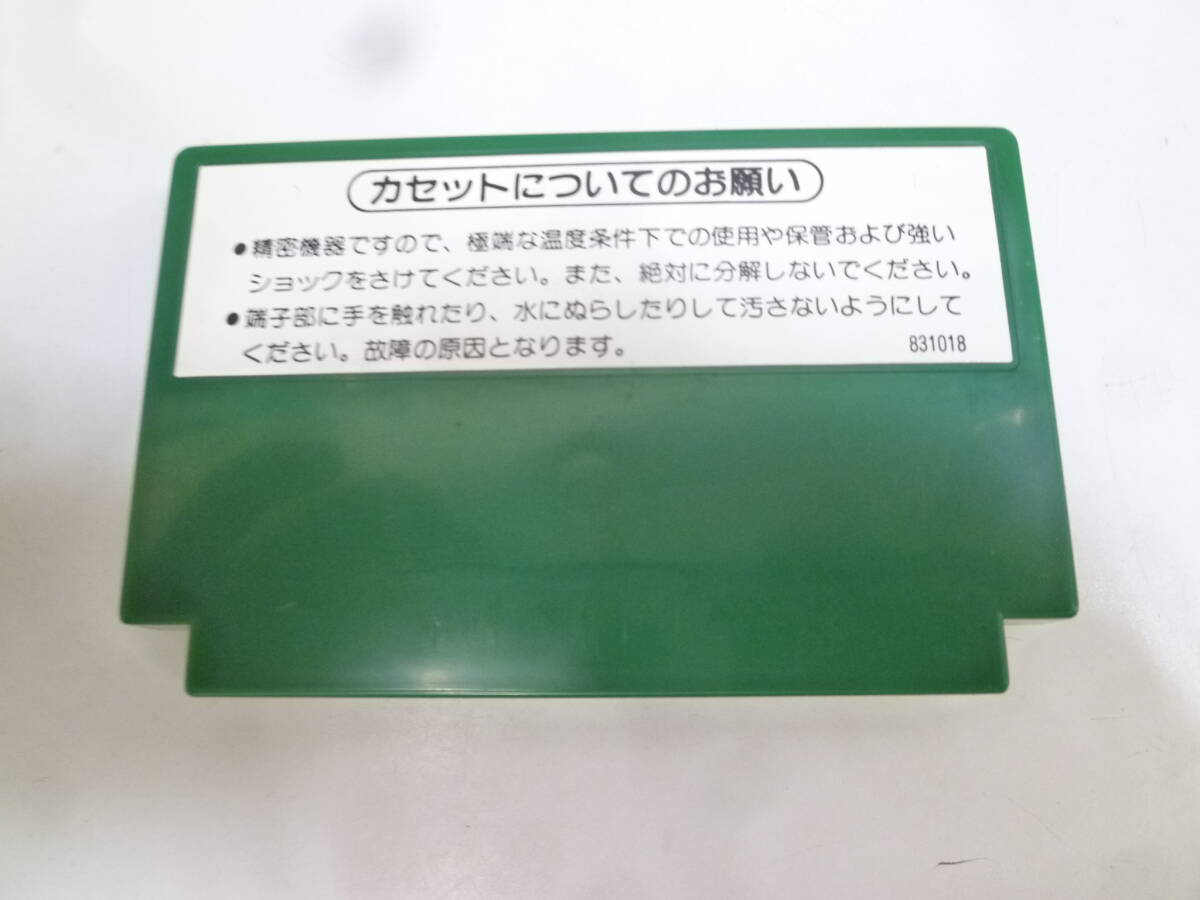 カセットについてのお願い
●精密機器ですので、極端な温度条件下での使用や保管および強い
ショックをさけてください。また、絶対に分解しないでください。
●端子部に手を触れたり、水にぬらしたりして汚さないようにして
ください。故障の原因となります。 831018